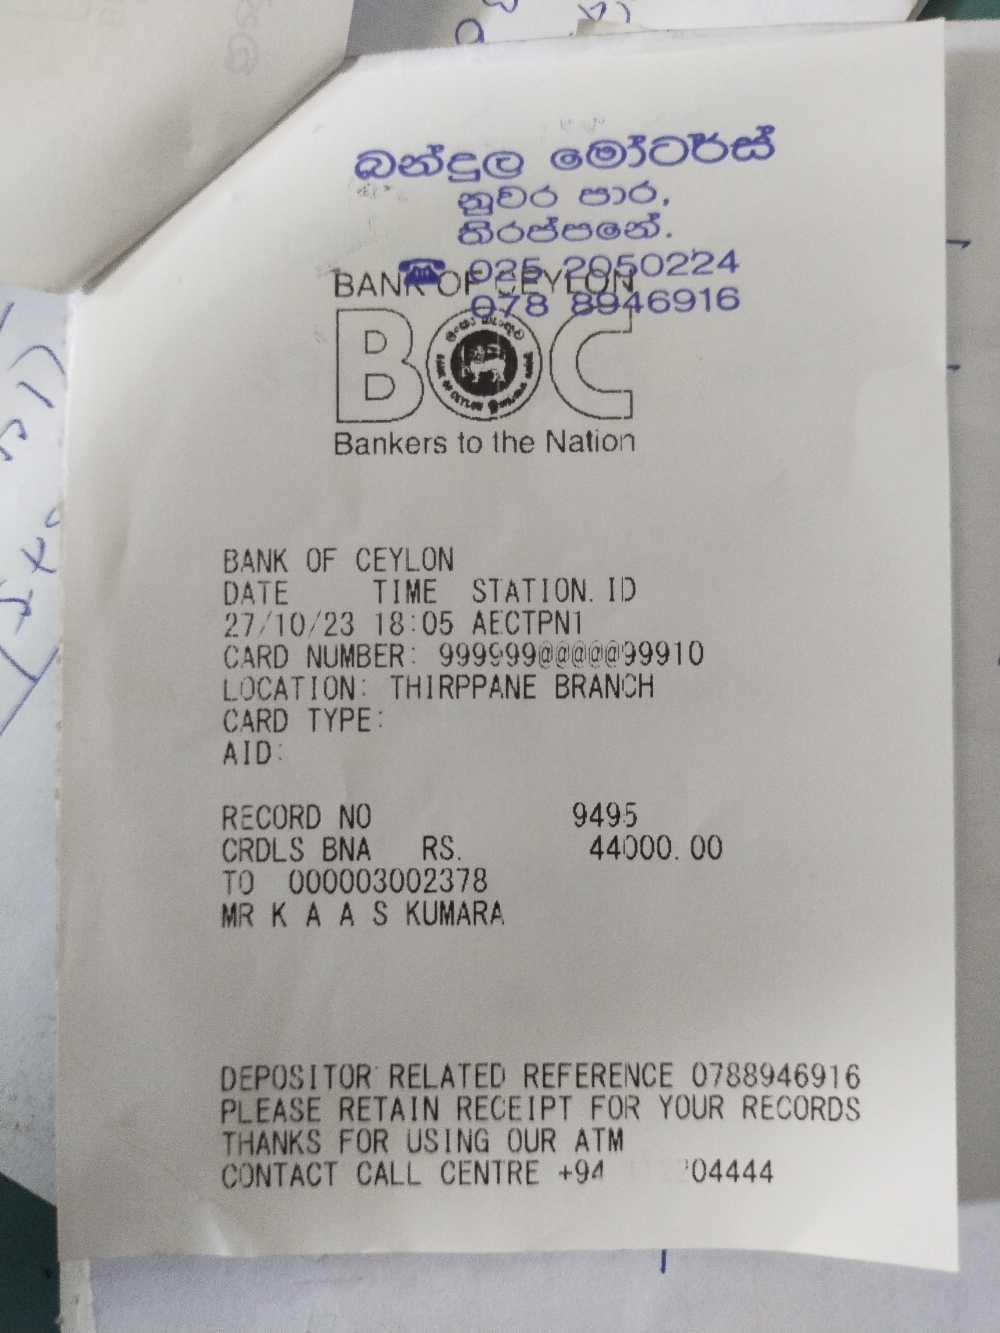 බන්දුල මෝටර්ස්
නුවර පාර,
තිරප්පනේ.
☎ 025 2050224
078 8946916
BANK OF CEYLON
BOC
Bankers to the Nation
BANK OF CEYLON
DATE TIME STATION. ID
27/10/23 18:05 AECTPN1
CARD NUMBER: 999999@@@@@99910
LOCATION: THIRPPANE BRANCH
CARD TYPE:
AID:
RECORD NO 9495
CRDLS BNA RS. 44000.00
TO 000003002378
MR K A A S KUMARA
DEPOSITOR RELATED REFERENCE 0788946916
PLEASE RETAIN RECEIPT FOR YOUR RECORDS
THANKS FOR USING OUR ATM
CONTACT CALL CENTRE +94 04444